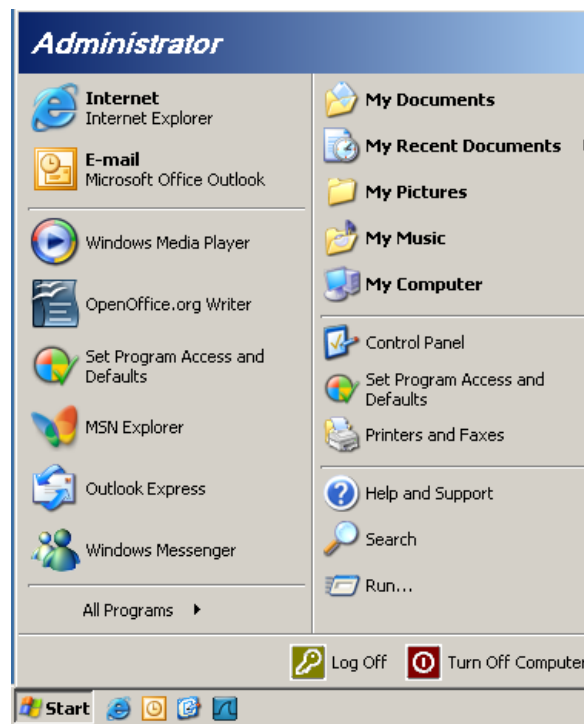 Administrator
Internet
Internet Explorer
E-mail
Microsoft Office Outlook
Windows Media Player
OpenOffice.org Writer
Set Program Access and
Defaults
MSN Explorer
Outlook Express
Windows Messenger
All Programs
My Documents
My Recent Documents
My Pictures
My Music
My Computer
Control Panel
Set Program Access and
Defaults
Printers and Faxes
Help and Support
Search
Run...
Log Off
Turn Off Computer
Start